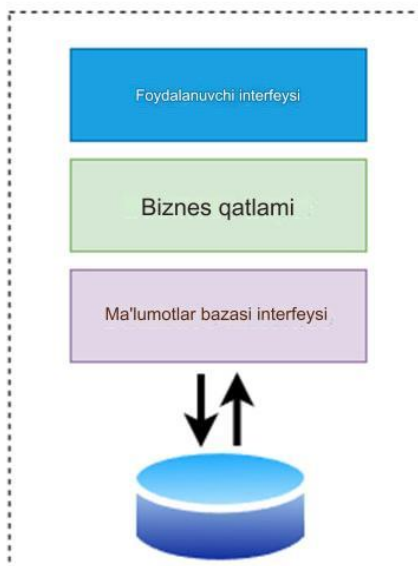 Foydalanuvchi interfeysi
Biznes qatlami
Ma'lumotlar bazasi interfeysi